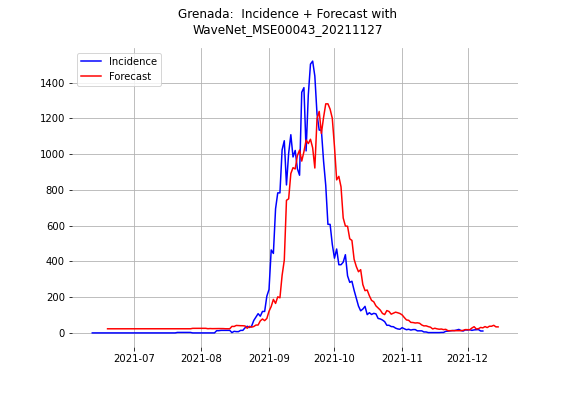 Grenada:  Incidence + Forecast with
WaveNet_MSE00043_20211127
Incidence
Forecast
1400
1200
1000
800
600
400
200
0
2021-07 2021-08 2021-09 2021-10 2021-11 2021-12